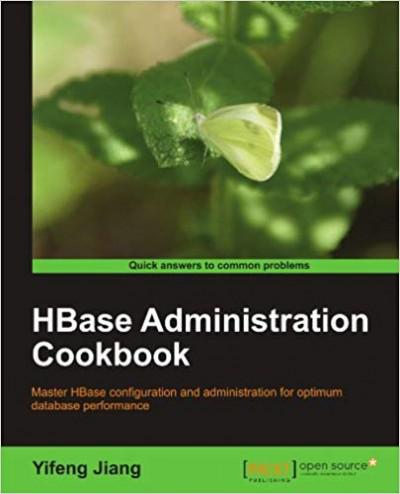 Quick answers to common problems
HBase Administration
Cookbook
Master HBase configuration and administration for optimum
database performance
Yifeng Jiang
[PACKT] open source*
PUBLISHING